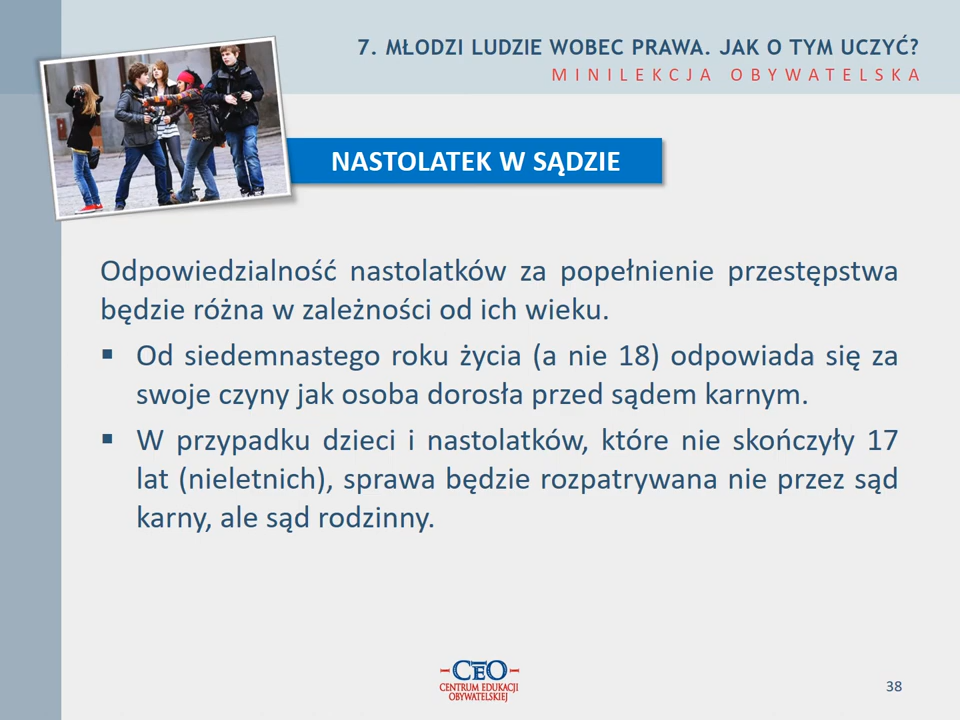 7. MŁODZI LUDZIE WOBEC PRAWA. JAK O TYM UCZYĆ?
MINILEKCJA OBYWATELSKA
NASTOLATEK W SĄDZIE
Odpowiedzialność nastolatków za popełnienie przestępstwa
będzie różna w zależności od ich wieku.
▪ Od siedemnastego roku życia (a nie 18) odpowiada się za
swoje czyny jak osoba dorosła przed sądem karnym.
▪ W przypadku dzieci i nastolatków, które nie skończyły 17
lat (nieletnich), sprawa będzie rozpatrywana nie przez sąd
karny, ale sąd rodzinny.
CEO
CENTRUM EDUKACJI
OBYWATELSKIEJ
38